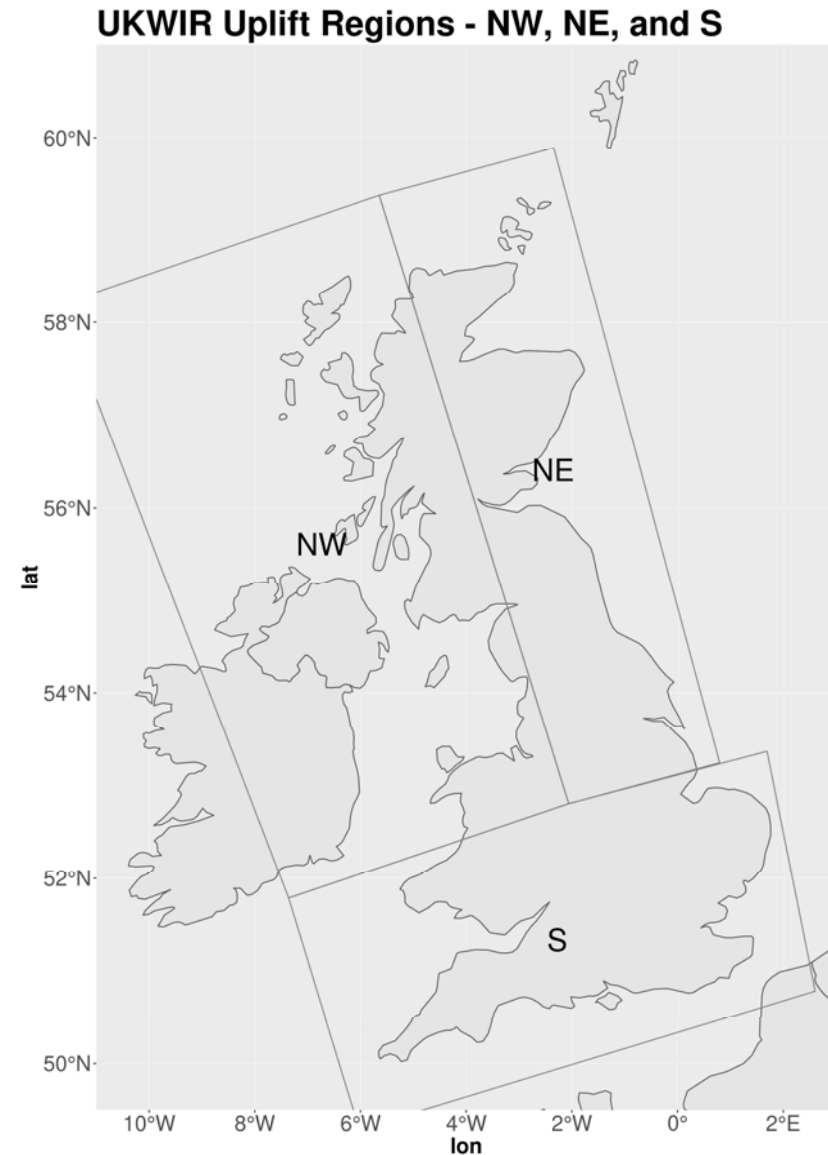 UKWIR Uplift Regions - NW, NE, and S
60°N
58°N
NE
56°N
NW
lat
54°N
52°N
S
50°N
10°W 8°W 6°W 4°W 2°W 0° 2°E
lon